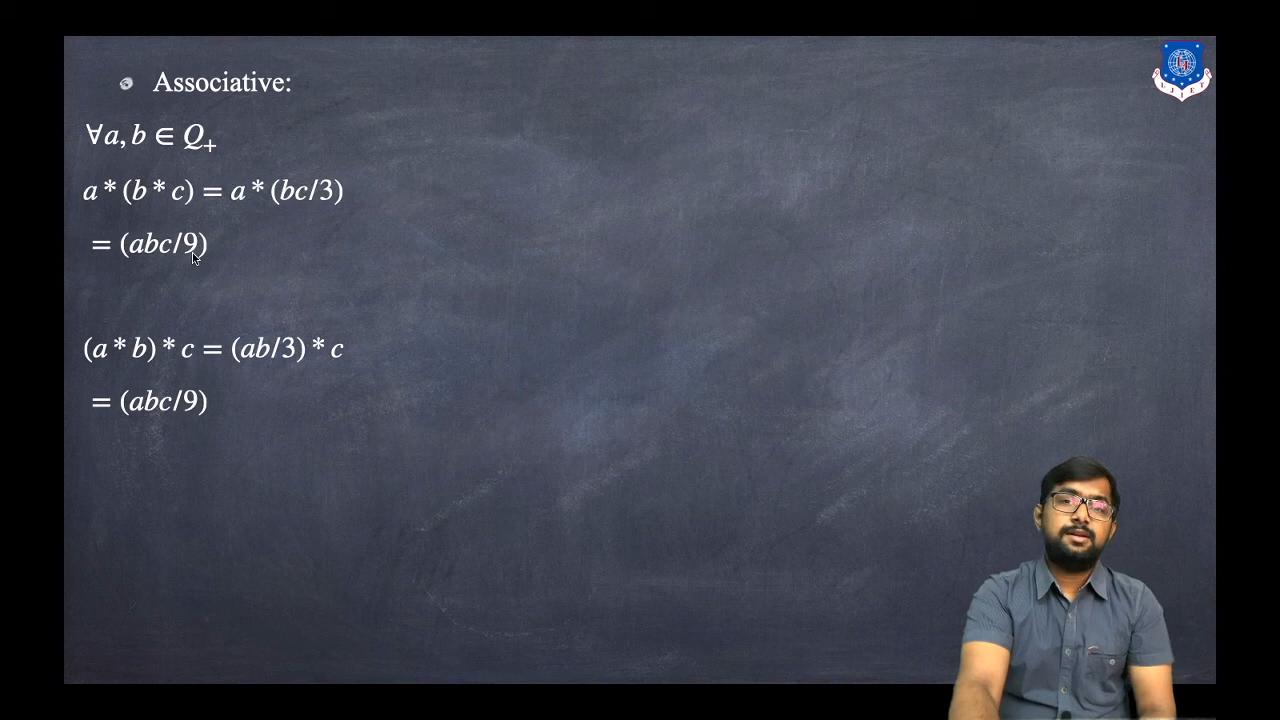 Associative:
∀a, b ∈ Q₊
a * (b * c) = a * (bc/3)
= (abc/9)
(a * b) * c = (ab/3) * c
= (abc/9)